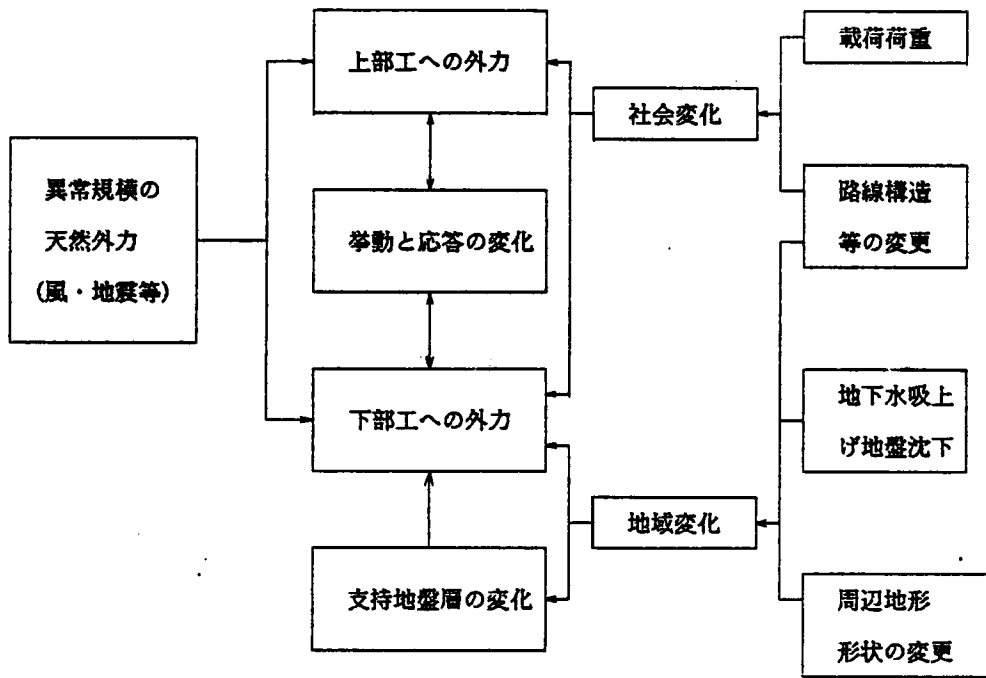 異常規模の
天然外力
(風・地震等)
上部工への外力
挙動と応答の変化
下部工への外力
支持地盤層の変化
社会変化
地域変化
載荷荷重
路線構造
等の変更
地下水吸上
げ地盤沈下
周辺地形
形状の変更